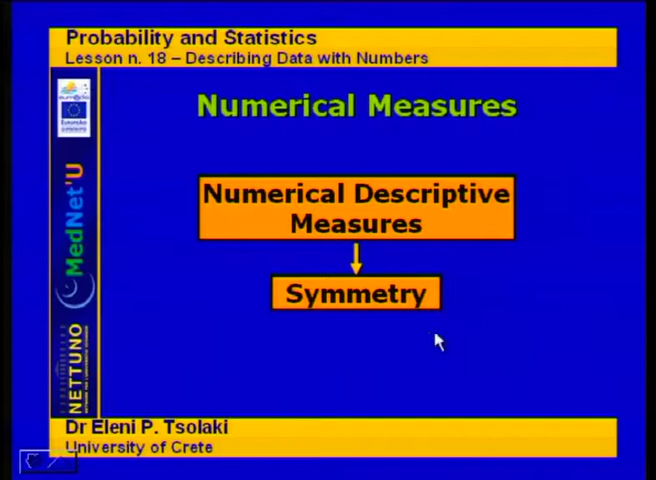 Probability and Statistics
Lesson n. 18 – Describing Data with Numbers
Numerical Measures
MedNet'U
NETTUNO
Numerical Descriptive
Measures
Symmetry
Dr Eleni P. Tsolaki
University of Crete